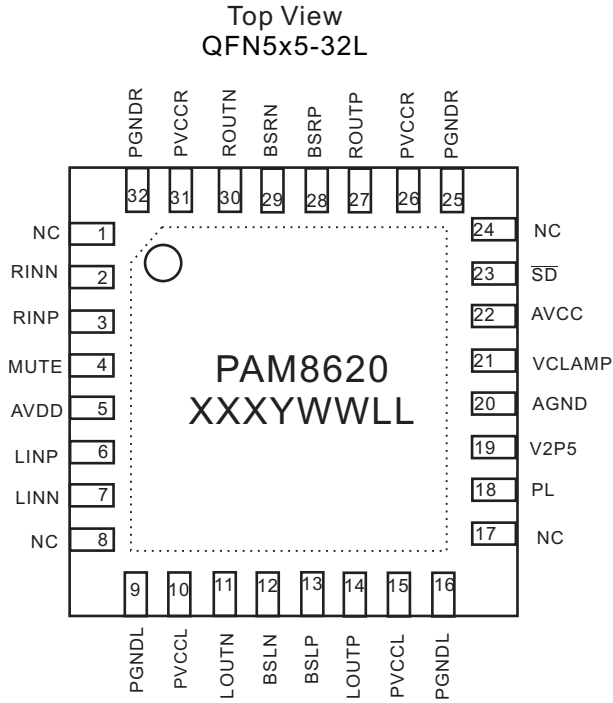 Top View
QFN5x5-32L
PGNDR
PVCCR
ROUTN
BSRN
BSRP
ROUTP
PVCCR
PGNDR
32
31
30
29
28
27
26
25
NC 1
RINN 2
RINP 3
MUTE 4
AVDD 5
LINP 6
LINN 7
NC 8
24 NC
23 SD
22 AVCC
21 VCLAMP
20 AGND
19 V2P5
18 PL
17 NC
PAM8620
XXXYWWLL
9
10
11
12
13
14
15
16
PGNDL
PVCCL
LOUTN
BSLN
BSLP
LOUTP
PVCCL
PGNDL